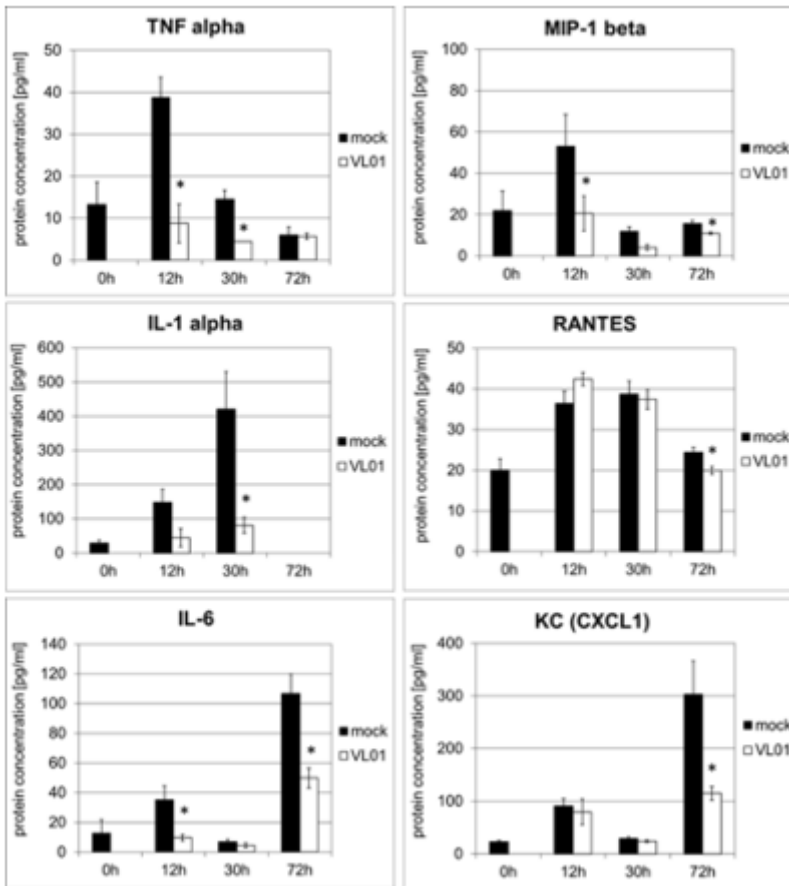 TNF alpha
protein concentration [pg/ml]
50
40
30
20
10
0
* *
0h 12h 30h 72h
mock
VL01
MIP-1 beta
protein concentration [pg/ml]
100
80
60
40
20
0
* *
0h 12h 30h 72h
mock
VL01
IL-1 alpha
protein concentration [pg/ml]
600
500
400
300
200
100
0
*
0h 12h 30h 72h
mock
VL01
RANTES
protein concentration [pg/ml]
50
40
30
20
10
0
*
0h 12h 30h 72h
mock
VL01
IL-6
protein concentration [pg/ml]
140
120
100
80
60
40
20
0
* *
0h 12h 30h 72h
mock
VL01
KC (CXCL1)
protein concentration [pg/ml]
400
300
200
100
0
*
0h 12h 30h 72h
mock
VL01